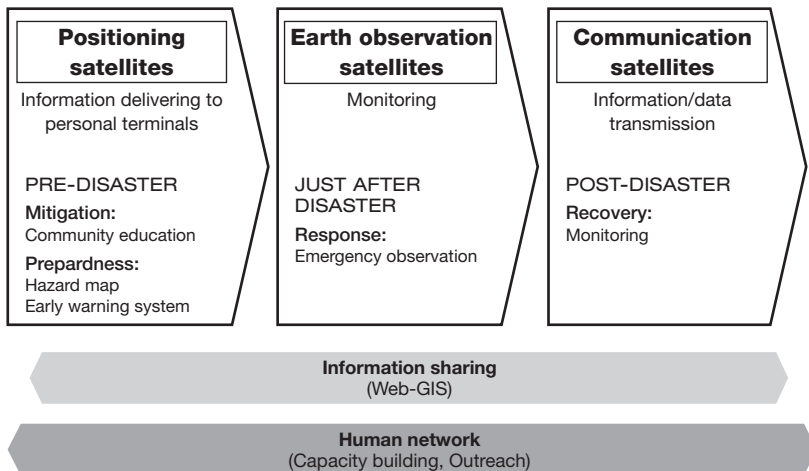 Positioning
satellites
Information delivering to
personal terminals
PRE-DISASTER
Mitigation:
Community education
Prepardness:
Hazard map
Early warning system
Earth observation
satellites
Monitoring
JUST AFTER
DISASTER
Response:
Emergency observation
Communication
satellites
Information/data
transmission
POST-DISASTER
Recovery:
Monitoring
Information sharing
(Web-GIS)
Human network
(Capacity building, Outreach)